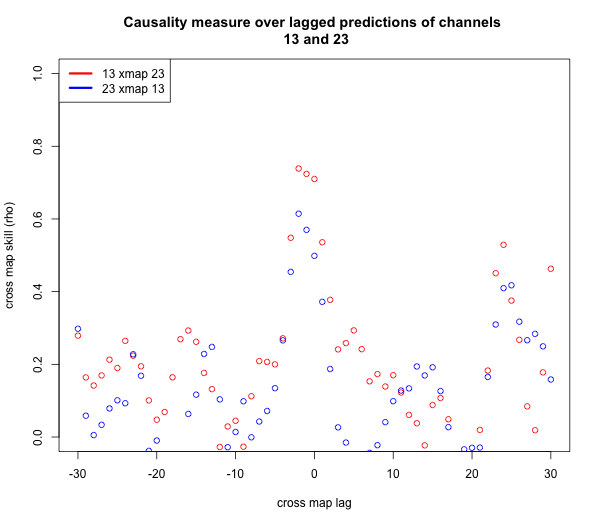 Causality measure over lagged predictions of channels
13 and 23
13 xmap 23
23 xmap 13
cross map skill (rho)
1.0
0.8
0.6
0.4
0.2
0.0
-30 -20 -10 0 10 20 30
cross map lag